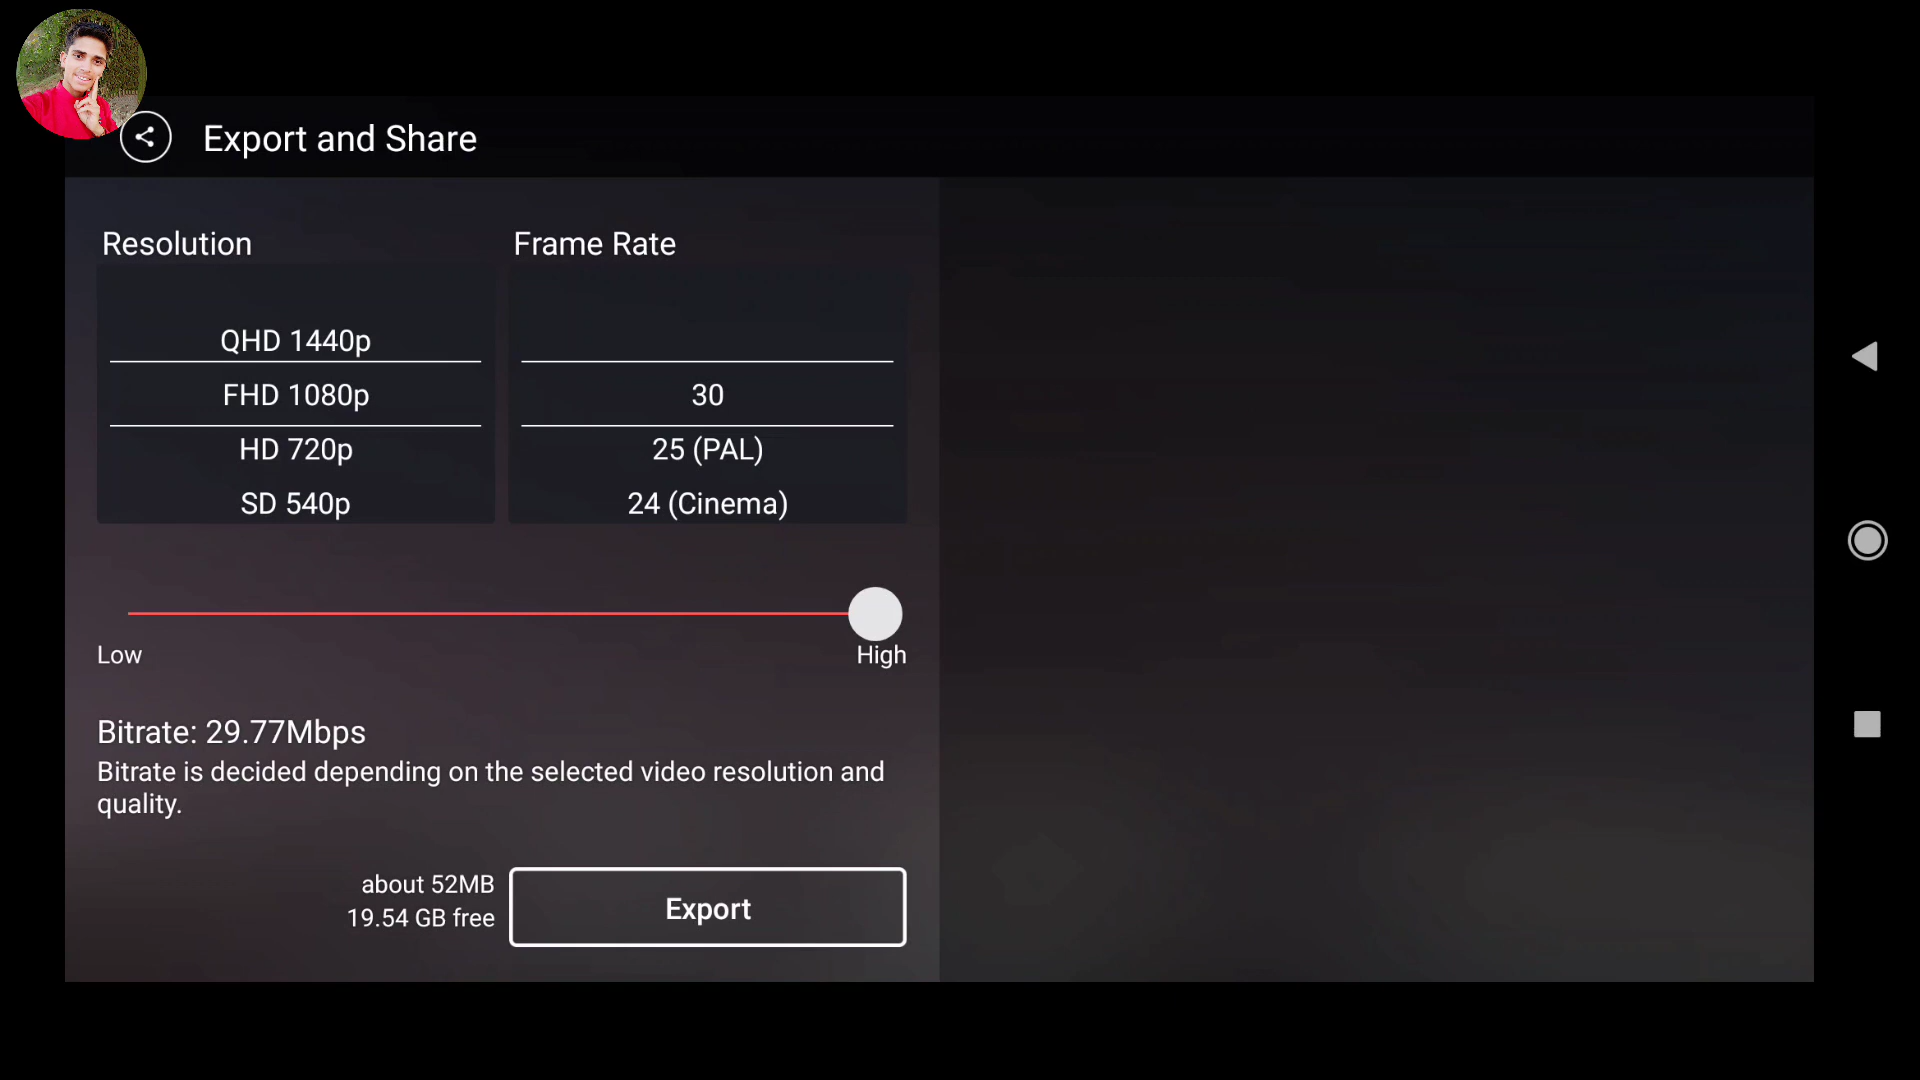 Export and Share
Resolution
Frame Rate
QHD 1440p
FHD 1080p
HD 720p
SD 540p
30
25 (PAL)
24 (Cinema)
Low
High
Bitrate: 29.77Mbps
Bitrate is decided depending on the selected video resolution and
quality.
about 52MB
19.54 GB free
Export